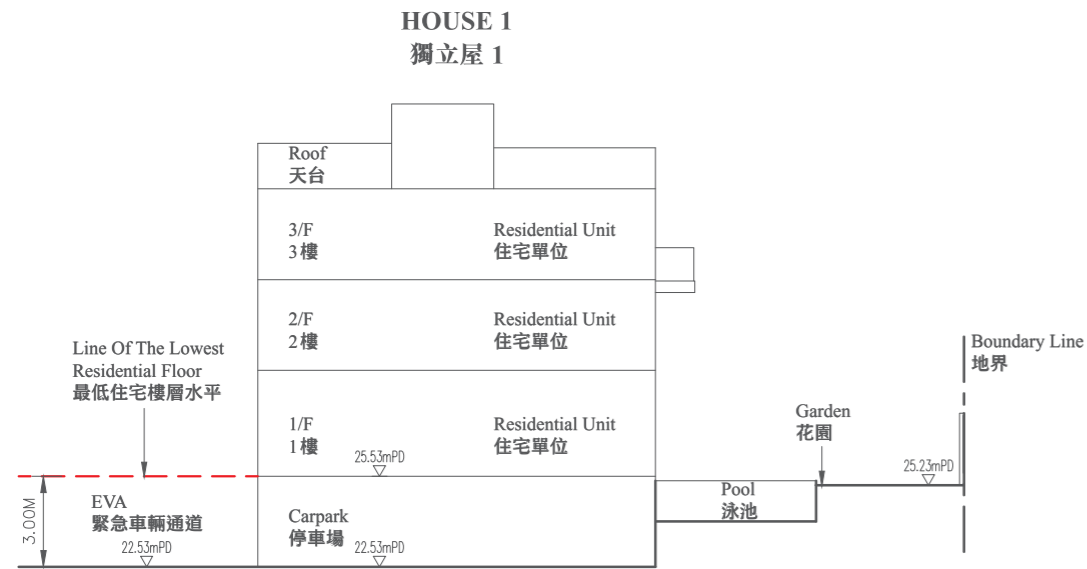 HOUSE 1
獨立屋 1
Roof
天台
3/F
3樓
Residential Unit
住宅單位
2/F
2樓
Residential Unit
住宅單位
Line Of The Lowest
Residential Floor
最低住宅樓層水平
Boundary Line
地界
1/F
1樓
Residential Unit
住宅單位
Garden
花園
25.53mPD
25.23mPD
3.00M
EVA
緊急車輛通道
22.53mPD
Carpark
停車場
22.53mPD
Pool
泳池